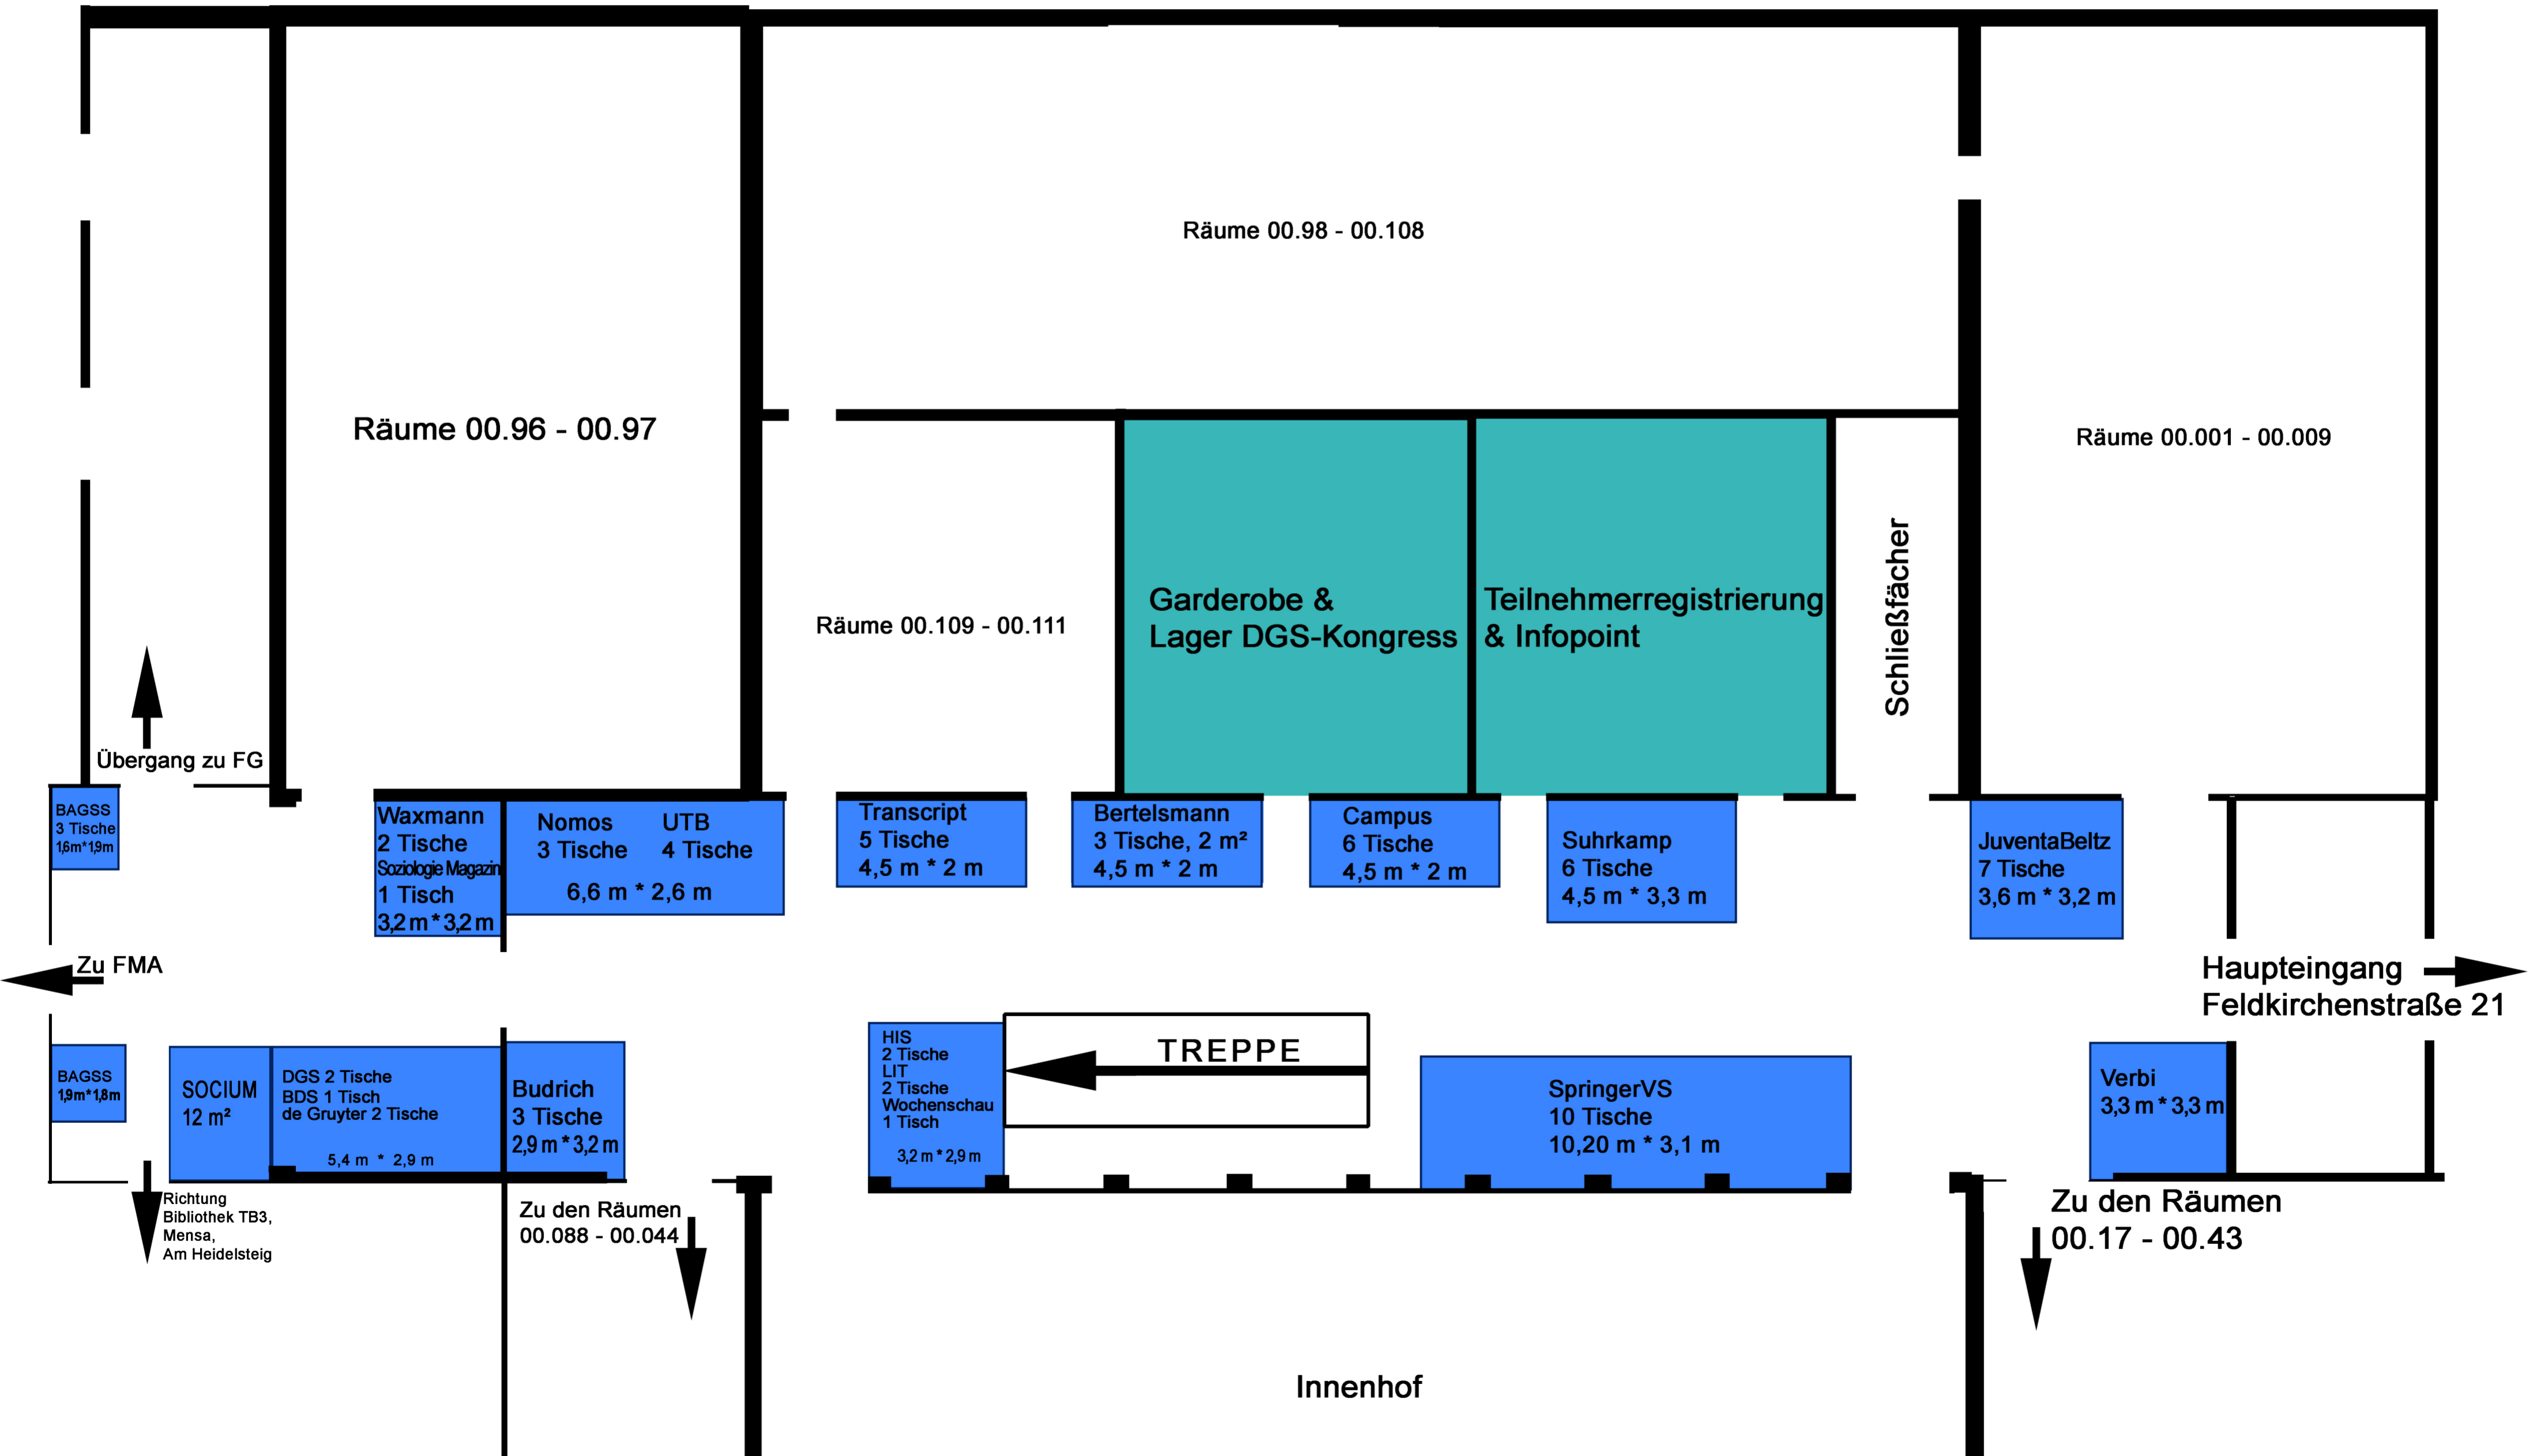 Räume 00.98 - 00.108
Räume 00.96 - 00.97
Räume 00.001 - 00.009
Räume 00.109 - 00.111
Garderobe &
Lager DGS-Kongress
Teilnehmerregistrierung
& Infopoint
Schließfächer
Übergang zu FG
BAGSS
3 Tische
1,6m*1,9m
Waxmann
2 Tische
Soziologie Magazin
1 Tisch
3,2 m * 3,2 m
Nomos UTB
3 Tische 4 Tische
6,6 m * 2,6 m
Transcript
5 Tische
4,5 m * 2 m
Bertelsmann
3 Tische, 2 m²
4,5 m * 2 m
Campus
6 Tische
4,5 m * 2 m
Suhrkamp
6 Tische
4,5 m * 3,3 m
JuventaBeltz
7 Tische
3,6 m * 3,2 m
Zu FMA
Haupteingang
Feldkirchenstraße 21
BAGSS
1,9m*1,8m
SOCIUM
12 m²
DGS 2 Tische
BDS 1 Tisch
de Gruyter 2 Tische
5,4 m * 2,9 m
Budrich
3 Tische
2,9 m * 3,2 m
HIS
2 Tische
LIT
2 Tische
Wochenschau
1 Tisch
3,2 m * 2,9 m
TREPPE
SpringerVS
10 Tische
10,20 m * 3,1 m
Verbi
3,3 m * 3,3 m
Richtung
Bibliothek TB3,
Mensa,
Am Heidelsteig
Zu den Räumen
00.088 - 00.044
Zu den Räumen
00.17 - 00.43
Innenhof